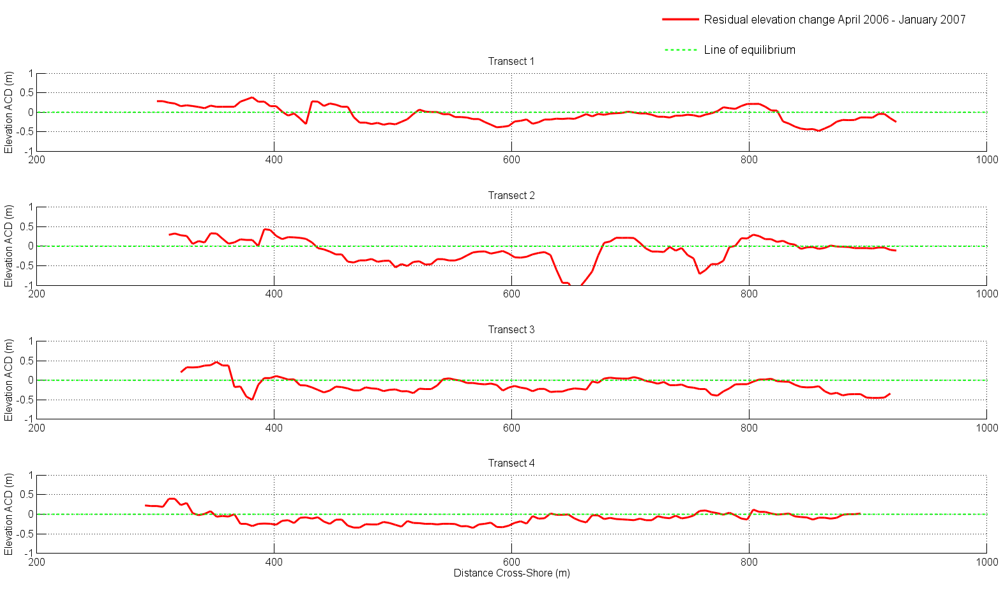 Residual elevation change April 2006 - January 2007
Line of equilibrium
Transect 1
Elevation ACD (m)
1
0.5
0
-0.5
-1
200 400 600 800 1000
Transect 2
Elevation ACD (m)
1
0.5
0
-0.5
-1
200 400 600 800 1000
Transect 3
Elevation ACD (m)
1
0.5
0
-0.5
-1
200 400 600 800 1000
Transect 4
Elevation ACD (m)
1
0.5
0
-0.5
-1
200 400 600 800 1000
Distance Cross-Shore (m)